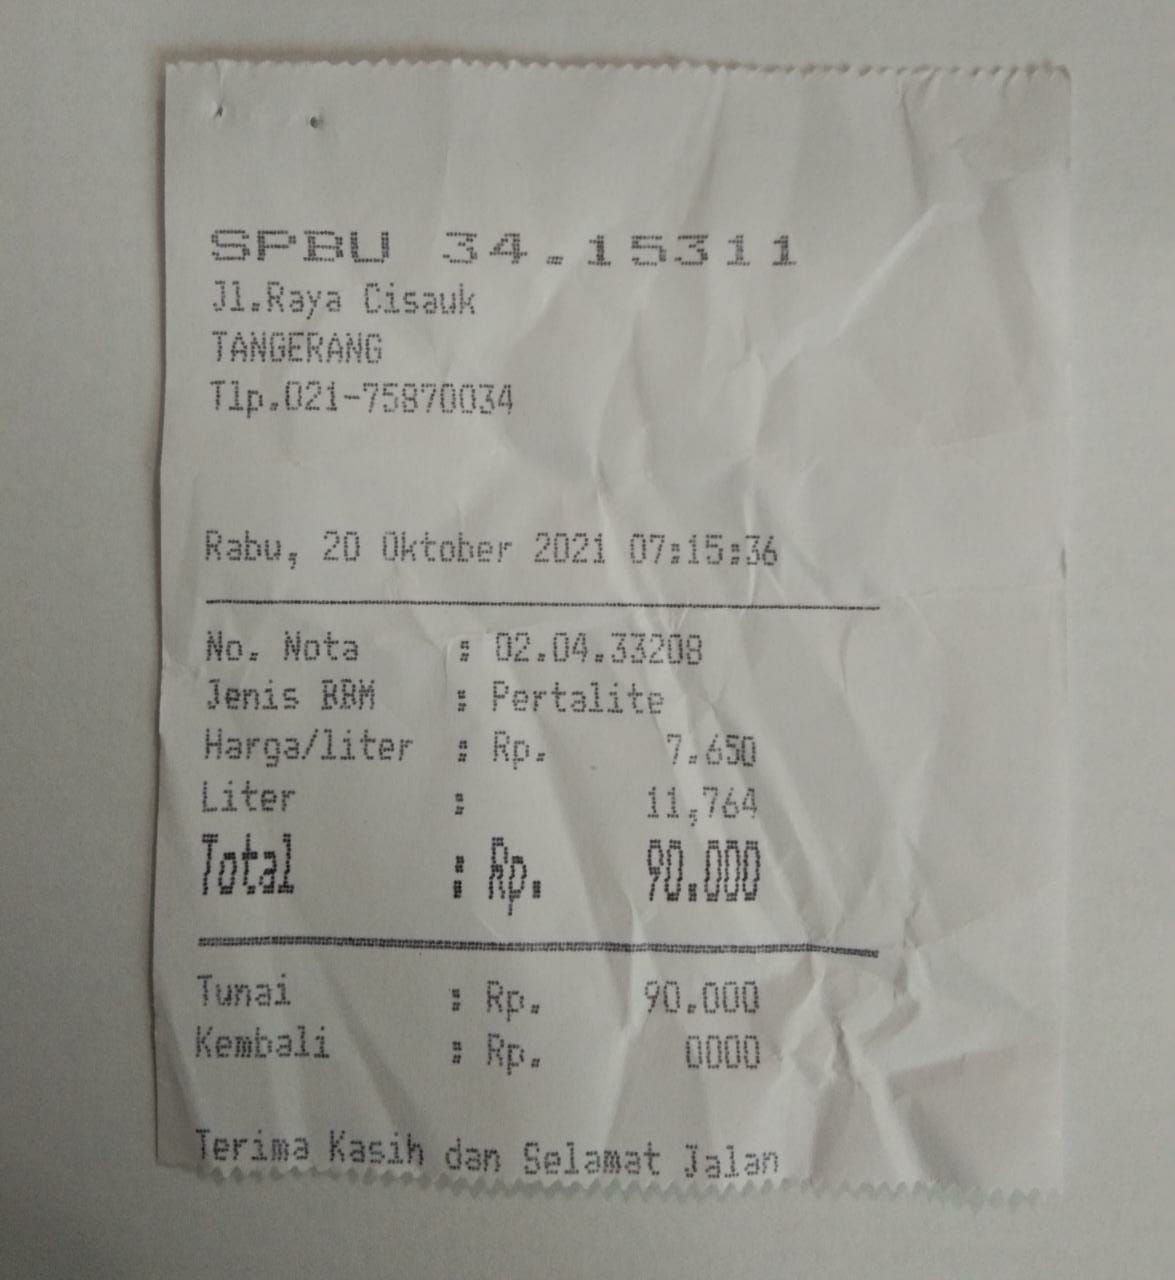 SPBU 34.15311
Jl.Raya Cisauk
TANGERANG
Tlp.021-75870034
Rabu, 20 Oktober 2021 07:15:36
No. Nota : 02.04.33208
Jenis BBM : Pertalite
Harga/liter : Rp. 7.650
Liter : 11,764
Total : Rp. 90.000
Tunai : Rp. 90.000
Kembali : Rp. 0000
Terima Kasih dan Selamat Jalan